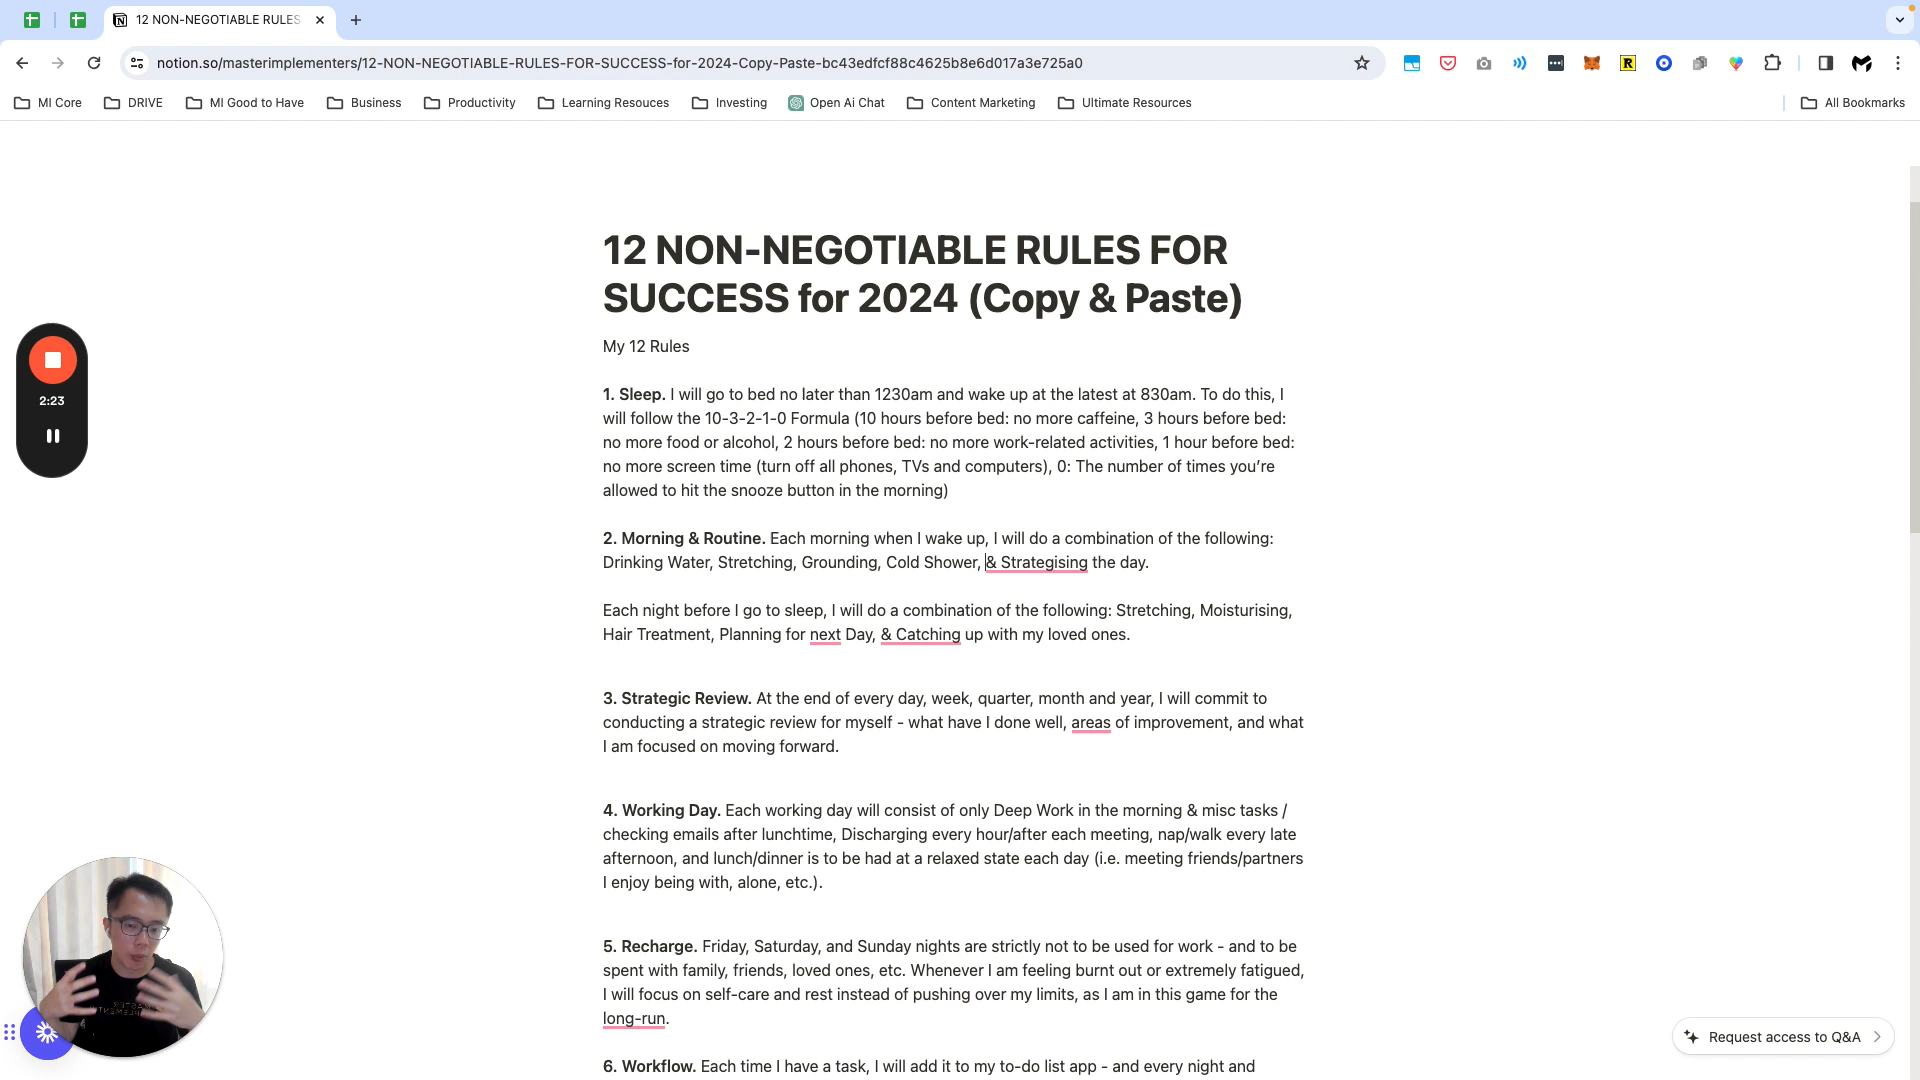 12 NON-NEGOTIABLE RULES
notion.so/masterimplementers/12-NON-NEGOTIABLE-RULES-FOR-SUCCESS-for-2024-Copy-Paste-bc43edfcf88c4625b8e6d017a3e725a0
MI Core DRIVE MI Good to Have Business Productivity Learning Resouces Investing Open Ai Chat Content Marketing Ultimate Resources All Bookmarks
12 NON-NEGOTIABLE RULES FOR
SUCCESS for 2024 (Copy & Paste)
My 12 Rules
1. Sleep. I will go to bed no later than 1230am and wake up at the latest at 830am. To do this, I
will follow the 10-3-2-1-0 Formula (10 hours before bed: no more caffeine, 3 hours before bed:
no more food or alcohol, 2 hours before bed: no more work-related activities, 1 hour before bed:
no more screen time (turn off all phones, TVs and computers), 0: The number of times you’re
allowed to hit the snooze button in the morning)
2:23
2. Morning & Routine. Each morning when I wake up, I will do a combination of the following:
Drinking Water, Stretching, Grounding, Cold Shower, & Strategising the day.
Each night before I go to sleep, I will do a combination of the following: Stretching, Moisturising,
Hair Treatment, Planning for next Day, & Catching up with my loved ones.
3. Strategic Review. At the end of every day, week, quarter, month and year, I will commit to
conducting a strategic review for myself - what have I done well, areas of improvement, and what
I am focused on moving forward.
4. Working Day. Each working day will consist of only Deep Work in the morning & misc tasks /
checking emails after lunchtime, Discharging every hour/after each meeting, nap/walk every late
afternoon, and lunch/dinner is to be had at a relaxed state each day (i.e. meeting friends/partners
I enjoy being with, alone, etc.).
5. Recharge. Friday, Saturday, and Sunday nights are strictly not to be used for work - and to be
spent with family, friends, loved ones, etc. Whenever I am feeling burnt out or extremely fatigued,
I will focus on self-care and rest instead of pushing over my limits, as I am in this game for the
long-run.
6. Workflow. Each time I have a task, I will add it to my to-do list app - and every night and
Request access to Q&A